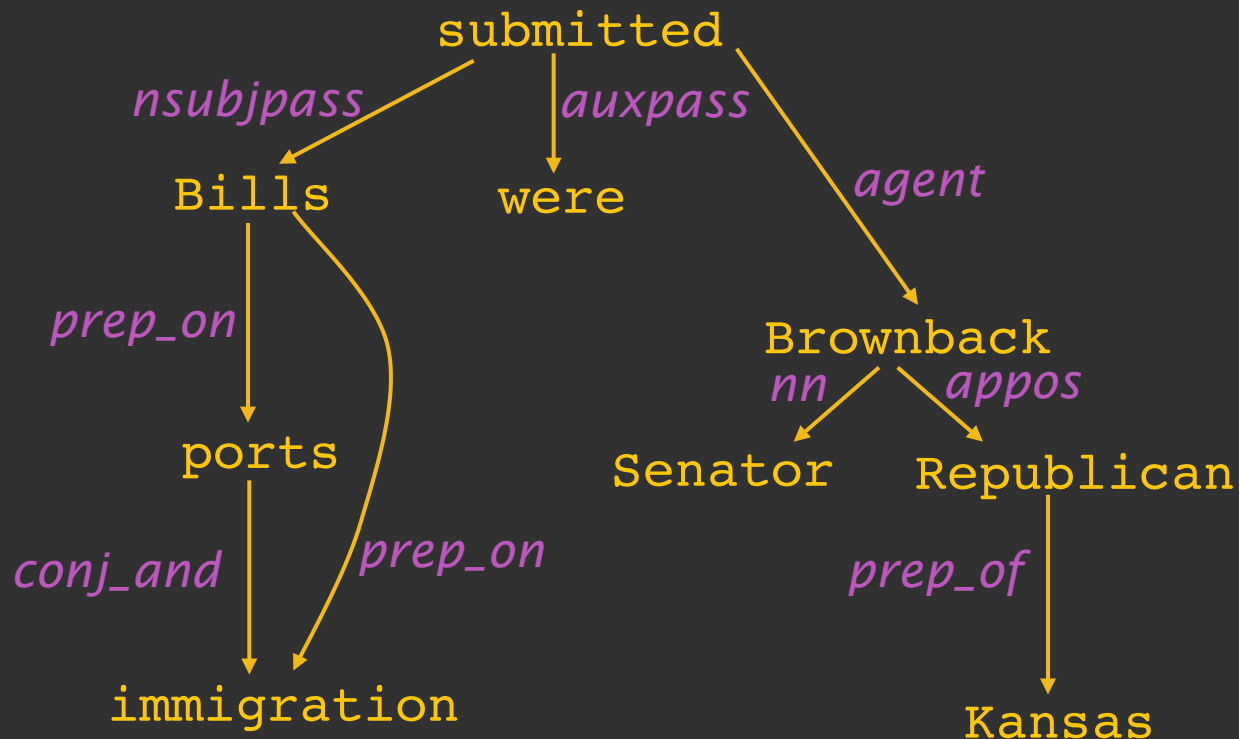 submitted
nsubjpass
auxpass
agent
Bills
were
prep_on
Brownback
nn
appos
ports
Senator
Republican
conj_and
prep_on
prep_of
immigration
Kansas